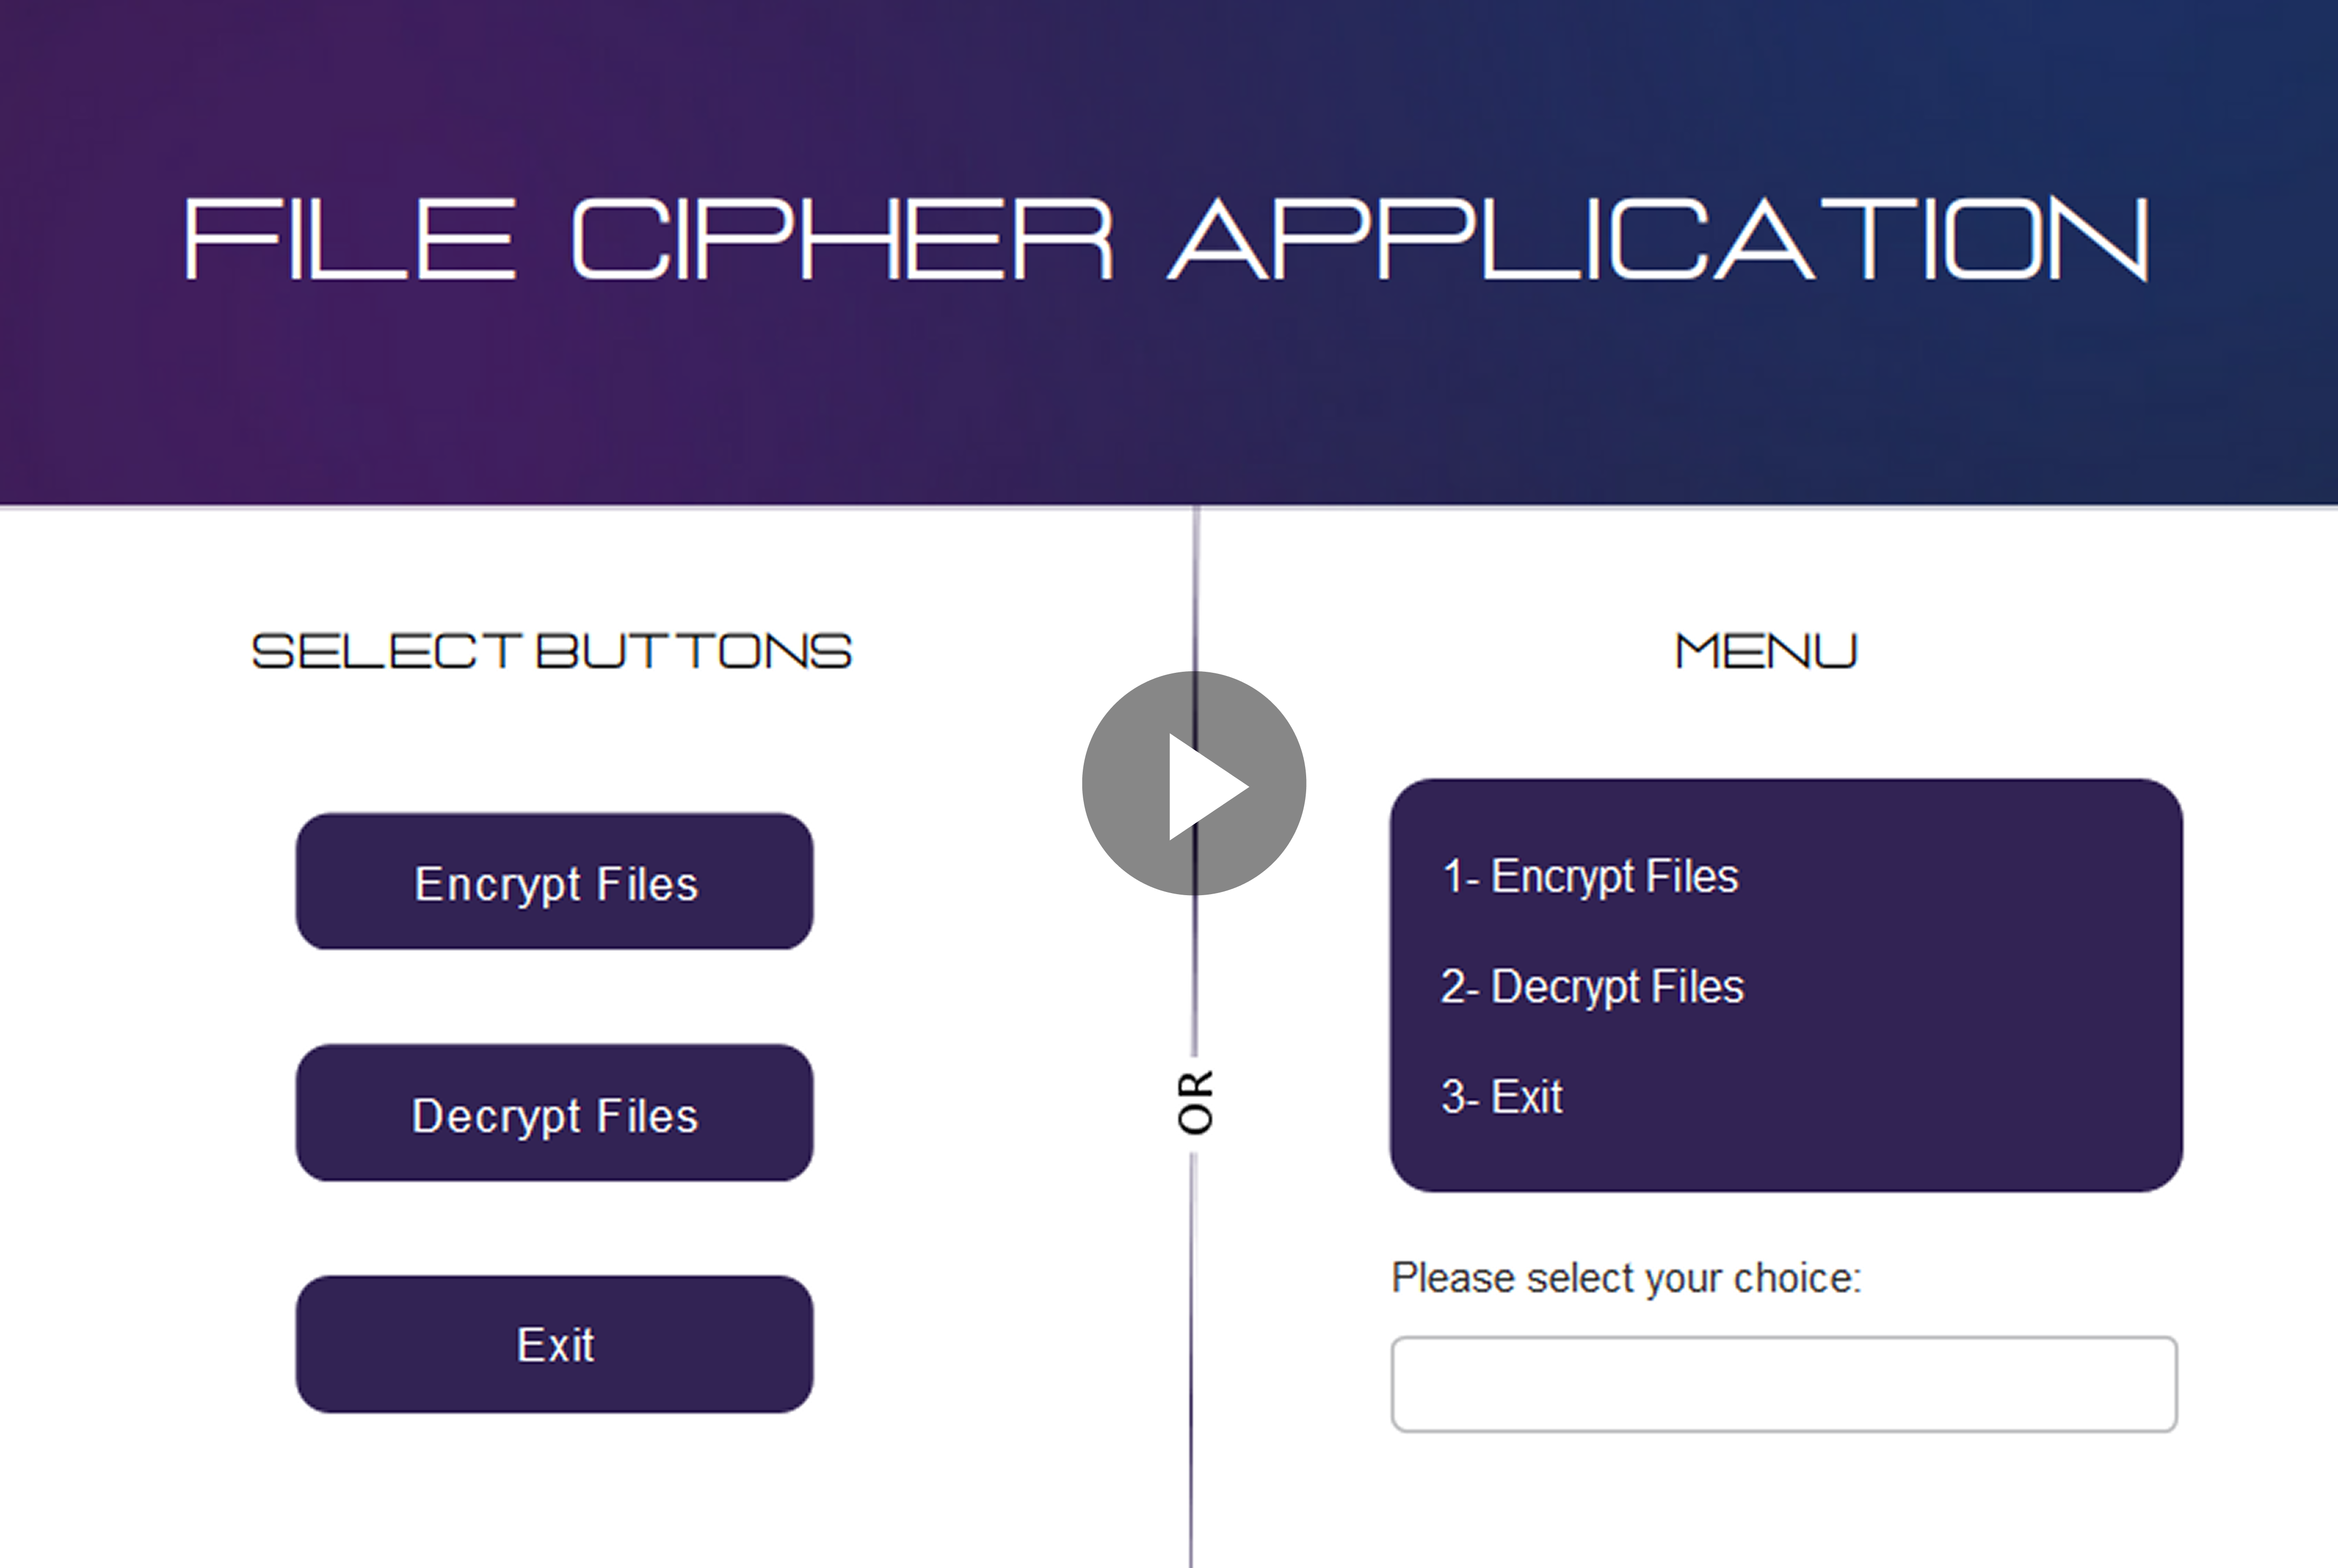 FILE CIPHER APPLICATION
SELECT BUTTONS
Encrypt Files
Decrypt Files
Exit
OR
MENU
1- Encrypt Files
2- Decrypt Files
3- Exit
Please select your choice: